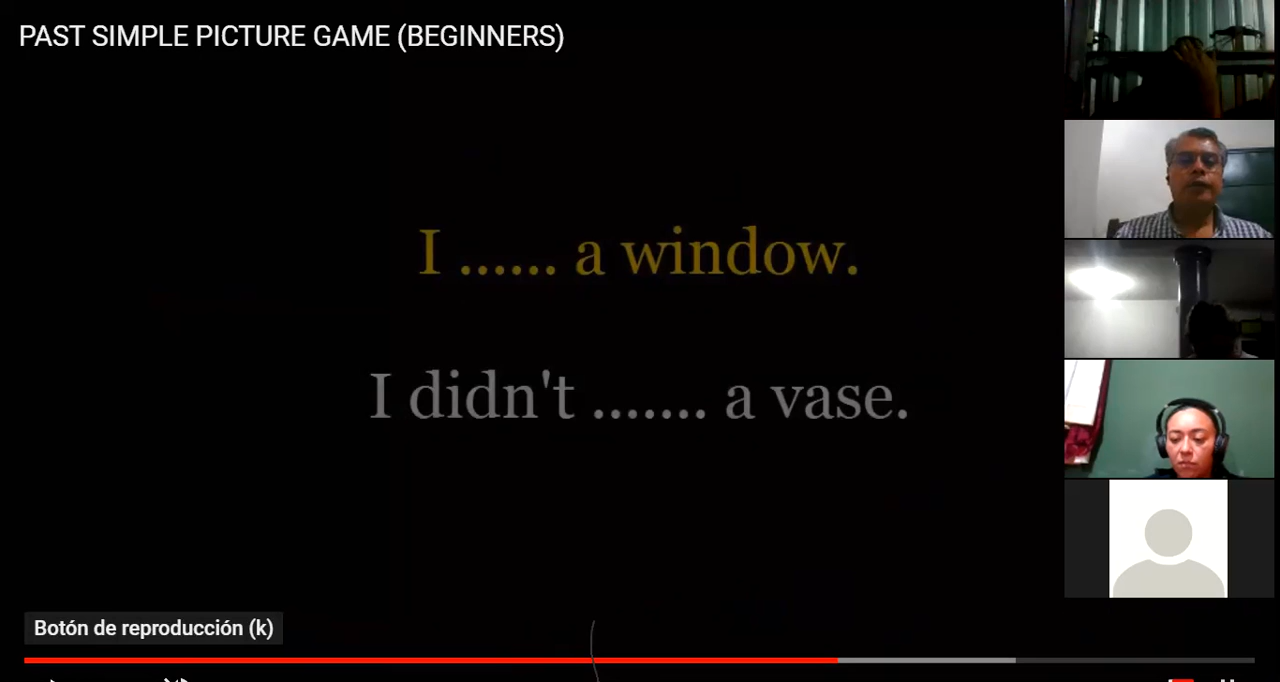 PAST SIMPLE PICTURE GAME (BEGINNERS)
I ...... a window.
I didn't ....... a vase.
Botón de reproducción (k)